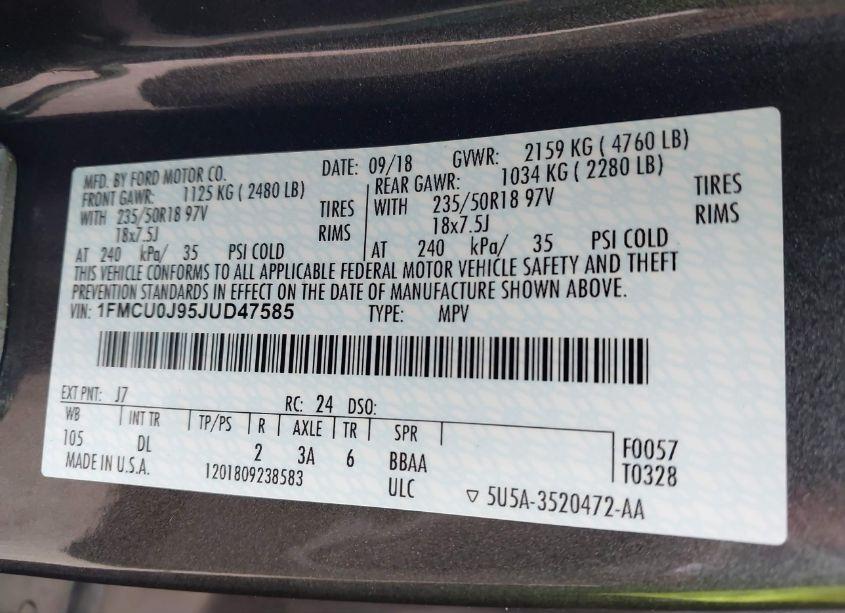 MFD. BY FORD MOTOR CO. DATE: 09/18 GVWR: 2159 KG ( 4760 LB)
FRONT GAWR: 1125 KG ( 2480 LB) REAR GAWR: 1034 KG ( 2280 LB)
WITH 235/50R18 97V TIRES WITH 235/50R18 97V TIRES
18x7.5J RIMS 18x7.5J RIMS
AT 240 kPa/ 35 PSI COLD AT 240 kPa/ 35 PSI COLD
THIS VEHICLE CONFORMS TO ALL APPLICABLE FEDERAL MOTOR VEHICLE SAFETY AND THEFT
PREVENTION STANDARDS IN EFFECT ON THE DATE OF MANUFACTURE SHOWN ABOVE.
VIN: 1FMCU0J95JUD47585 TYPE: MPV
EXT PNT: J7 RC: 24 DSO:
WB INT TR TP/PS R AXLE TR SPR
105 DL 2 3A 6 BBAA F0057
MADE IN U.S.A. 1201809238583 ULC T0328
▽ 5U5A-3520472-AA